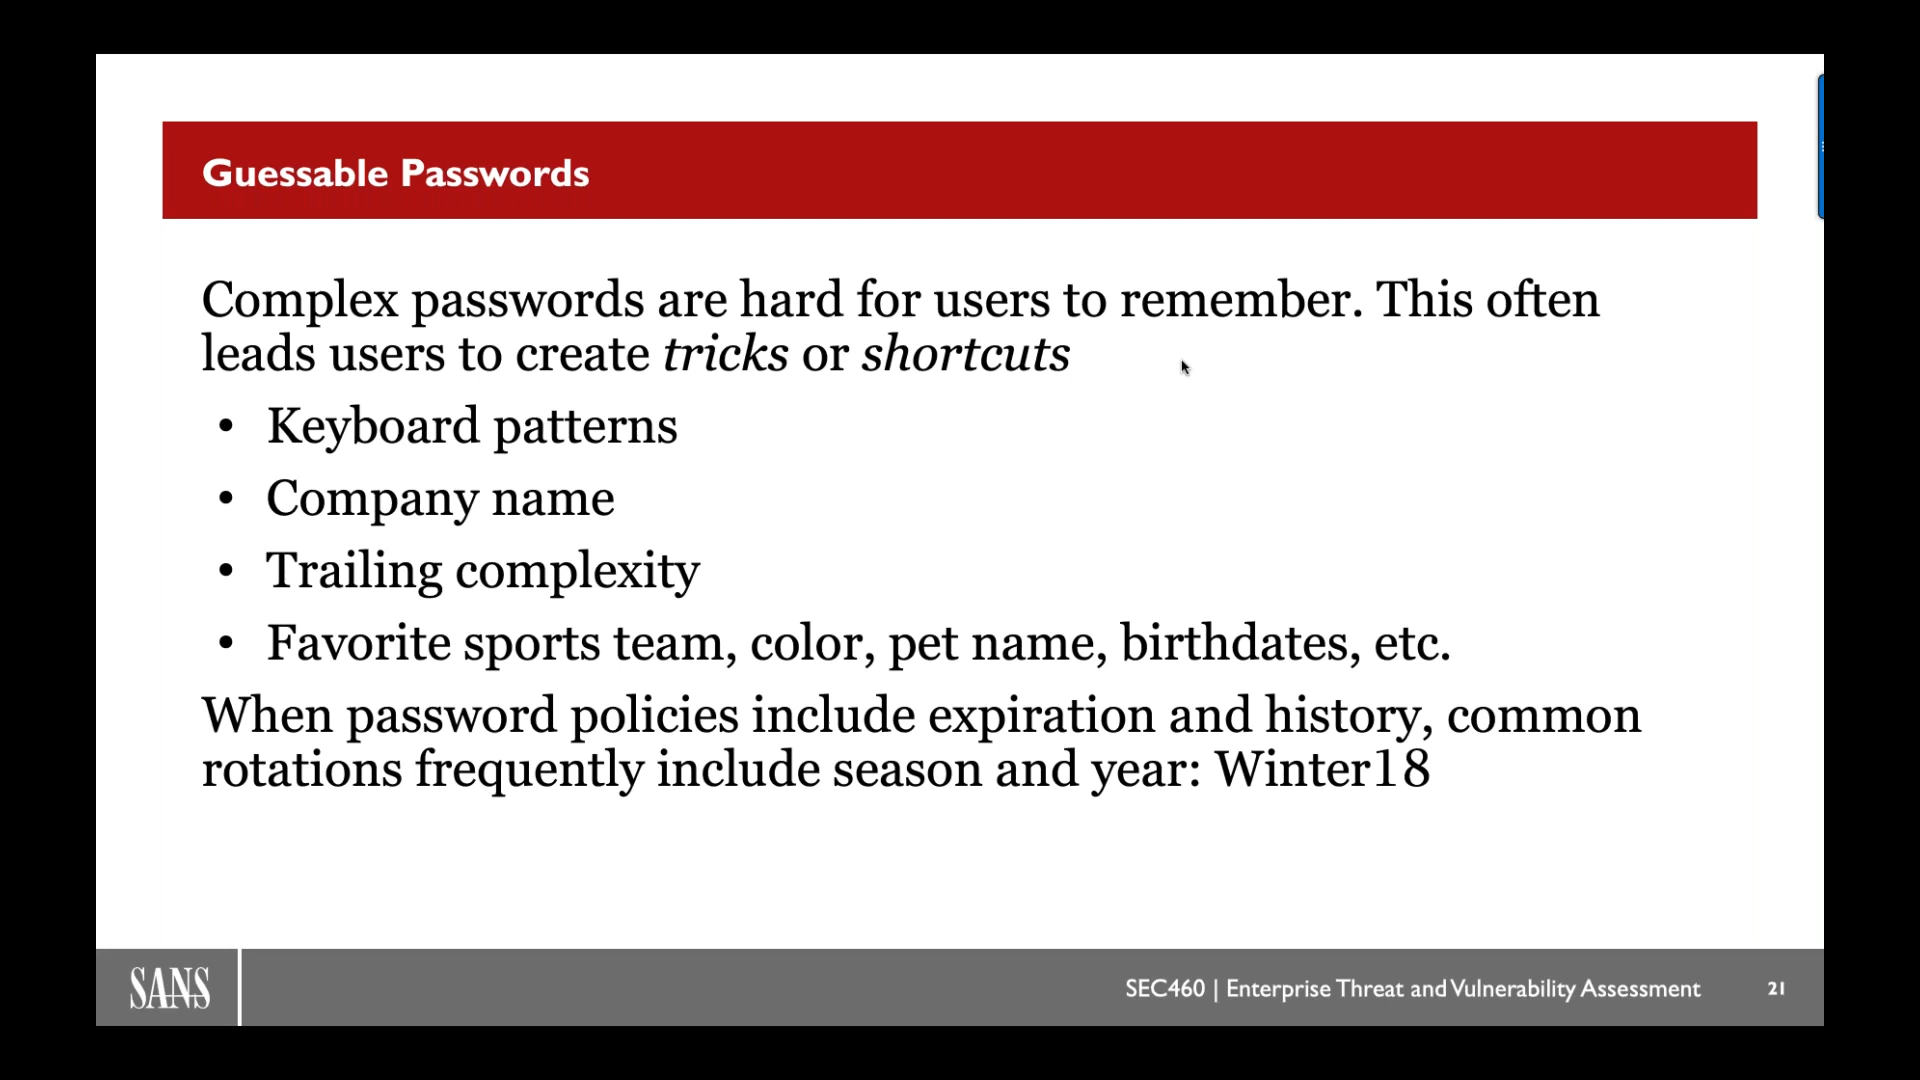 Guessable Passwords
Complex passwords are hard for users to remember. This often
leads users to create tricks or shortcuts
• Keyboard patterns
• Company name
• Trailing complexity
• Favorite sports team, color, pet name, birthdates, etc.
When password policies include expiration and history, common
rotations frequently include season and year: Winter18
SANS
SEC460 | Enterprise Threat and Vulnerability Assessment
21